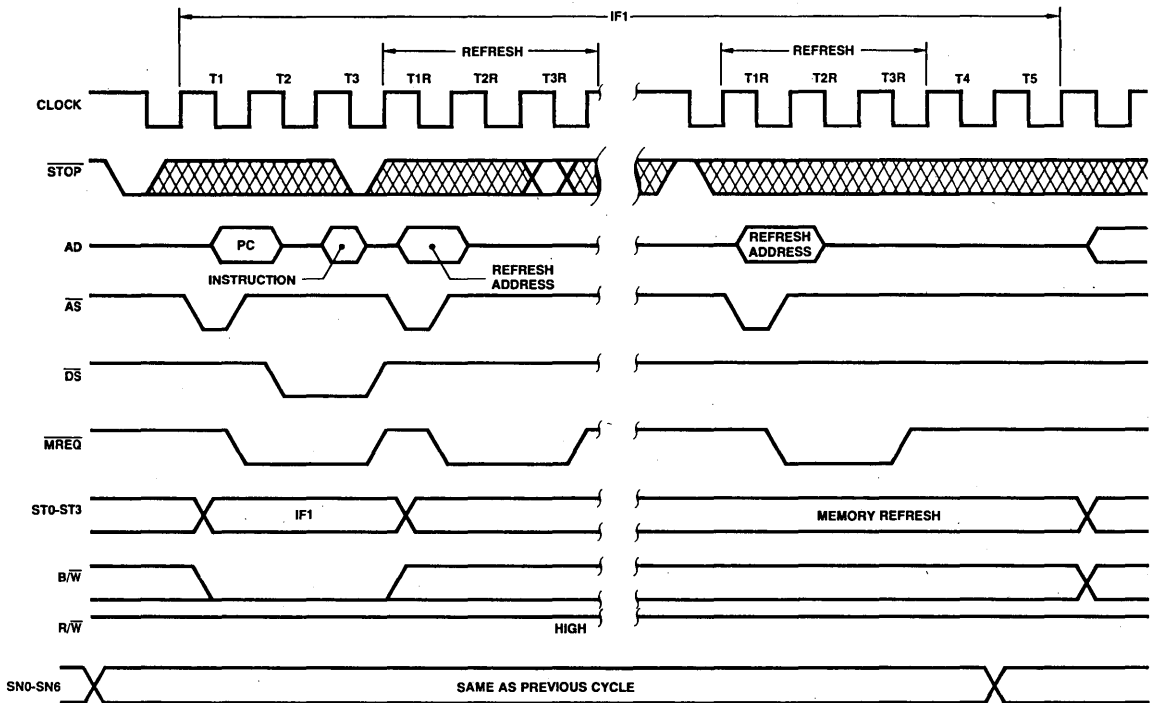 IF1
REFRESH REFRESH
T1 T2 T3 T1R T2R T3R T1R T2R T3R T4 T5
CLOCK
STOP
AD PC REFRESH
ADDRESS
INSTRUCTION REFRESH
ADDRESS
AS
DS
MREQ
ST0-ST3 IF1 MEMORY REFRESH
B/W
R/W HIGH
SN0-SN6 SAME AS PREVIOUS CYCLE